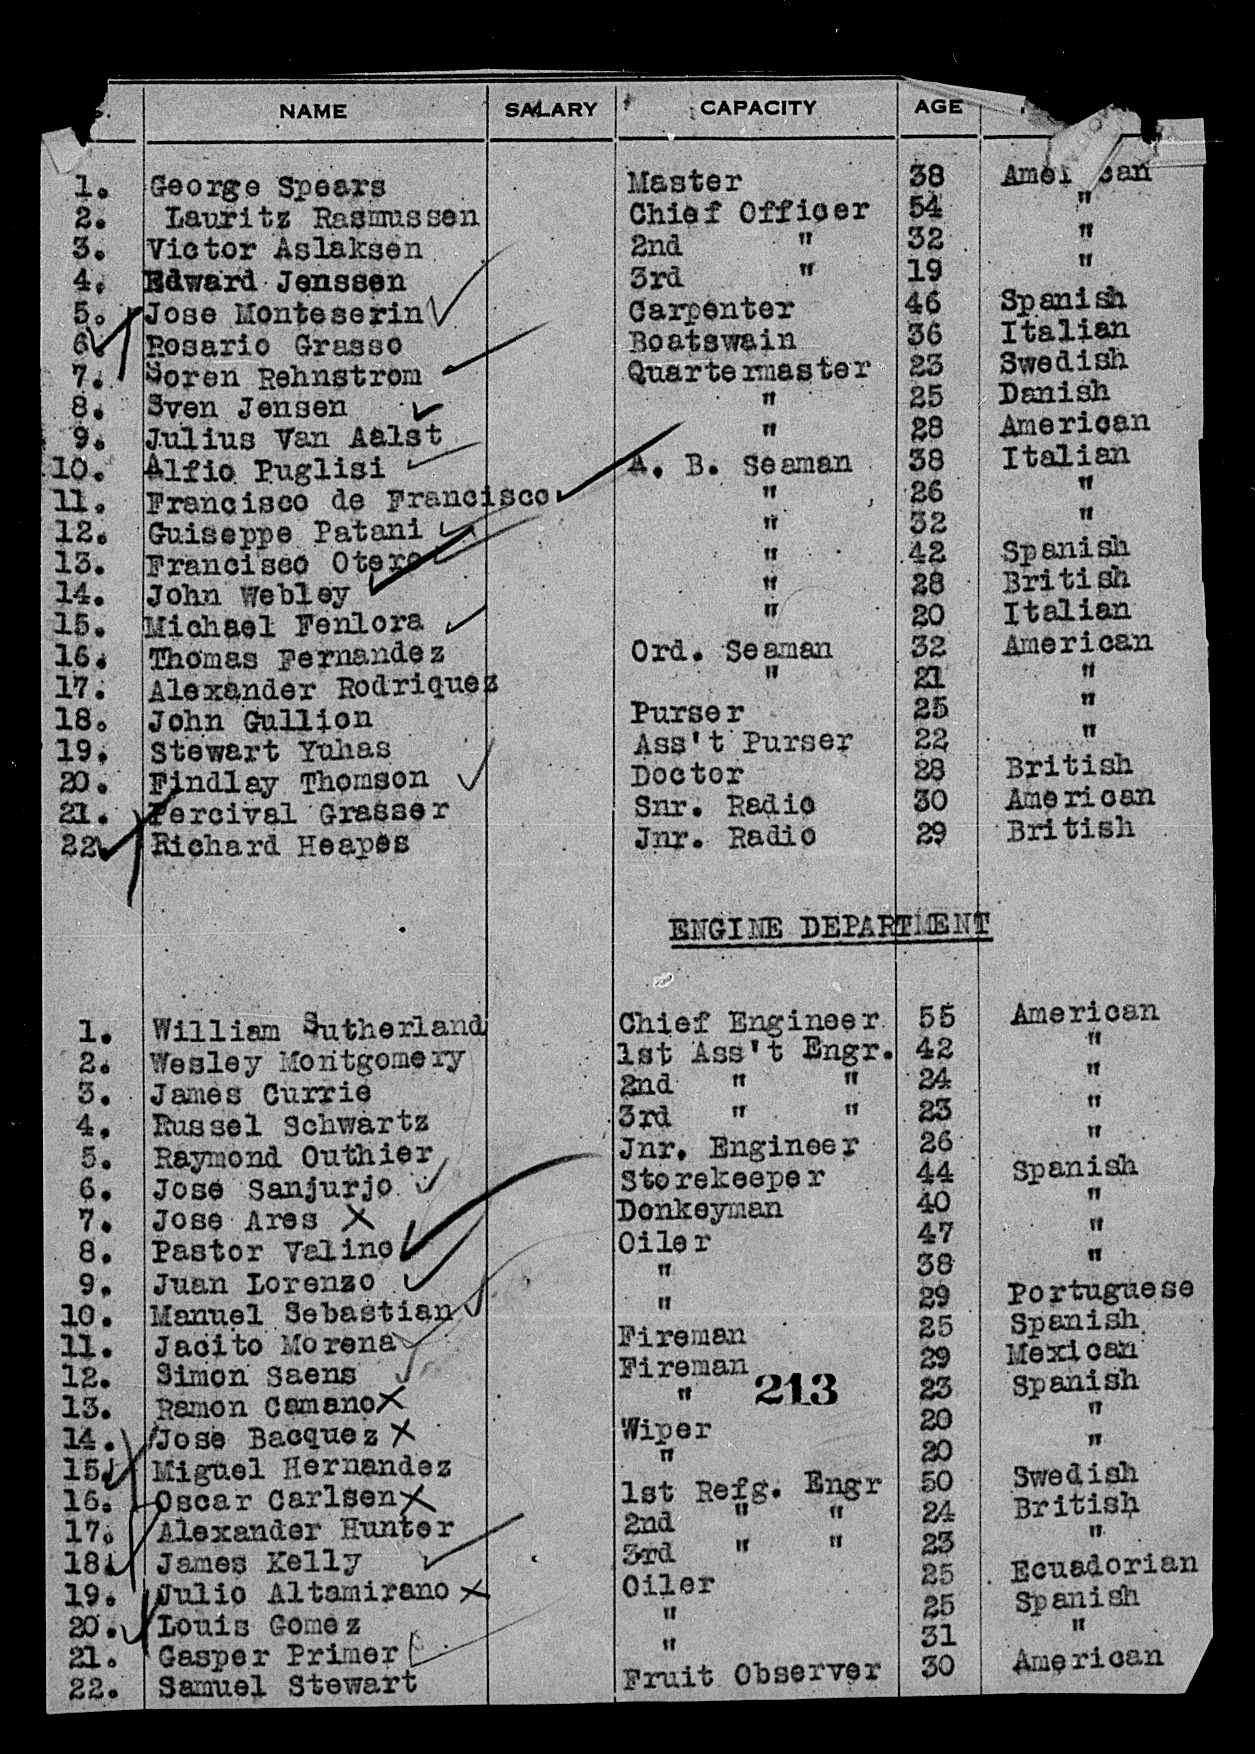 NAME SALARY CAPACITY AGE
1. George Spears Master 38 American
2. Lauritz Rasmussen Chief Officer 54 "
3. Victor Aslaksen 2nd " 32 "
4. Edward Jenssen 3rd " 19 "
5. Jose Monteserin Carpenter 46 Spanish
6. Rosario Grasso Boatswain 36 Italian
7. Soren Rehnstrom Quartermaster 23 Swedish
8. Sven Jensen " 25 Danish
9. Julius Van Aalst " 28 American
10. Alfio Puglisi A. B. Seaman 38 Italian
11. Francisco de Francisco " 26 "
12. Guiseppe Patani " 32 "
13. Francisco Otero " 42 Spanish
14. John Webley " 28 British
15. Michael Fenlora " 20 Italian
16. Thomas Fernandez Ord. Seaman 32 American
17. Alexander Rodriquez " 21 "
18. John Gullion Purser 25 "
19. Stewart Yuhas Ass't Purser 22 "
20. Findlay Thomson Doctor 28 British
21. Percival Grasser Snr. Radio 30 American
22 Richard Heapes Jnr. Radio 29 British
ENGINE DEPARTMENT
1. William Sutherland Chief Engineer 55 American
2. Wesley Montgomery 1st Ass't Engr. 42 "
3. James Currie 2nd " " 24 "
4. Russel Schwartz 3rd " " 23 "
5. Raymond Outhier Jnr. Engineer 26 "
6. Jose Sanjurjo Storekeeper 44 Spanish
7. Jose Ares X Donkeyman 40 "
8. Pastor Valino Oiler 47 "
9. Juan Lorenzo " 38 "
10. Manuel Sebastian " 29 Portuguese
11. Jacito Morena Fireman 25 Spanish
12. Simon Saens Fireman 29 Mexican
13. Ramon Camano X " 213 23 Spanish
14. Jose Bacquez X Wiper 20 "
15. Miguel Hernandez " 20 "
16. Oscar Carlsen X 1st Refg. Engr 50 Swedish
17. Alexander Hunter 2nd " " 24 British
18. James Kelly 3rd " " 23 "
19. Julio Altamirano X Oiler 25 Ecuadorian
20. Louis Gomez " 25 Spanish
21. Gasper Primer " 31 "
22. Samuel Stewart Fruit Observer 30 American